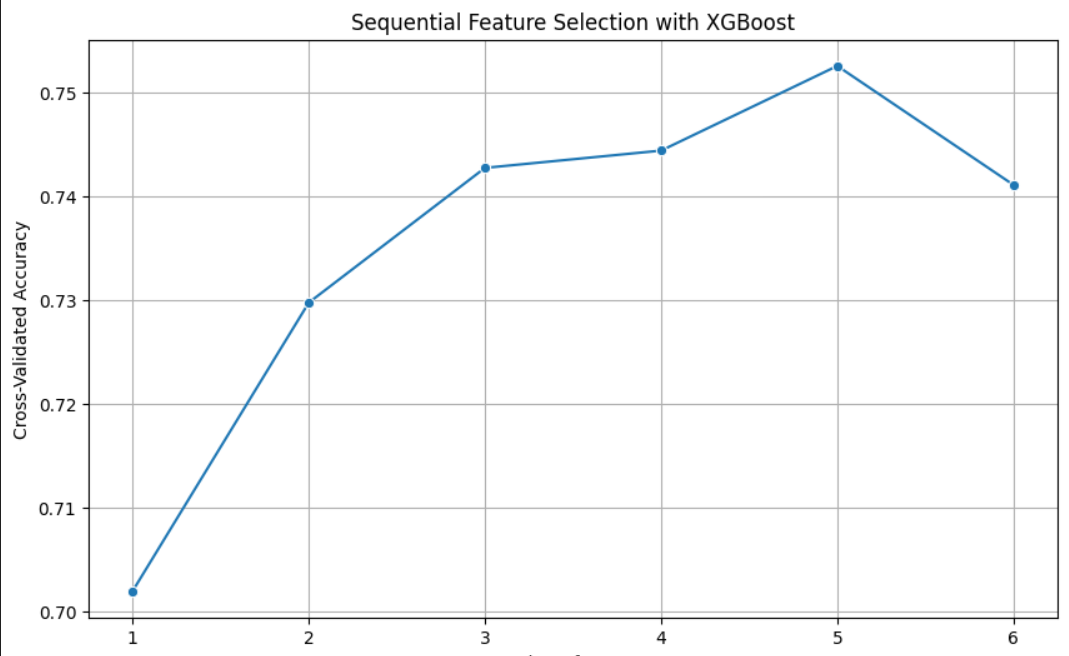 Sequential Feature Selection with XGBoost
Cross-Validated Accuracy
0.75
0.74
0.73
0.72
0.71
0.70
1 2 3 4 5 6